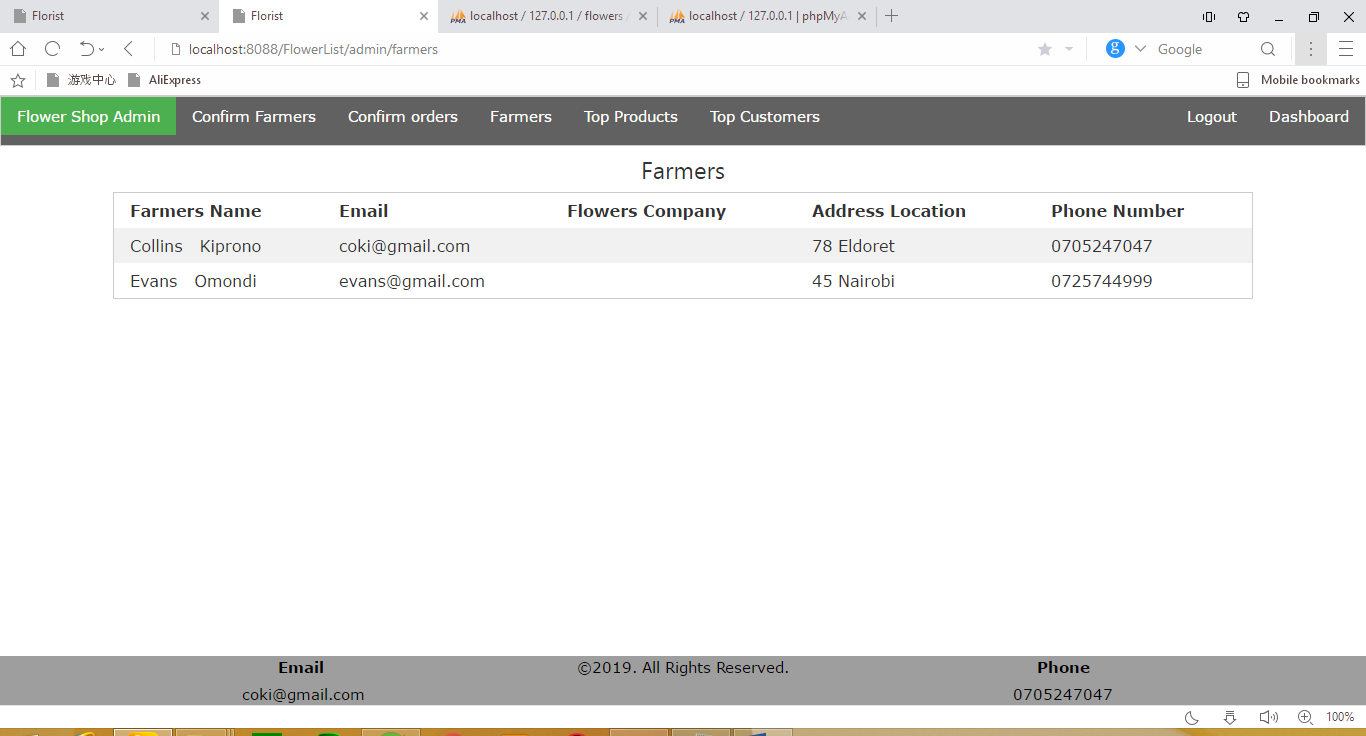 Florist Florist localhost / 127.0.0.1 / flowers / localhost / 127.0.0.1 | phpMyA
localhost:8088/FlowerList/admin/farmers g Google
游戏中心 AliExpress Mobile bookmarks
Flower Shop Admin Confirm Farmers Confirm orders Farmers Top Products Top Customers Logout Dashboard
Farmers
Farmers Name Email Flowers Company Address Location Phone Number
Collins Kiprono coki@gmail.com 78 Eldoret 0705247047
Evans Omondi evans@gmail.com 45 Nairobi 0725744999
Email ©2019. All Rights Reserved. Phone
coki@gmail.com 0705247047
100%